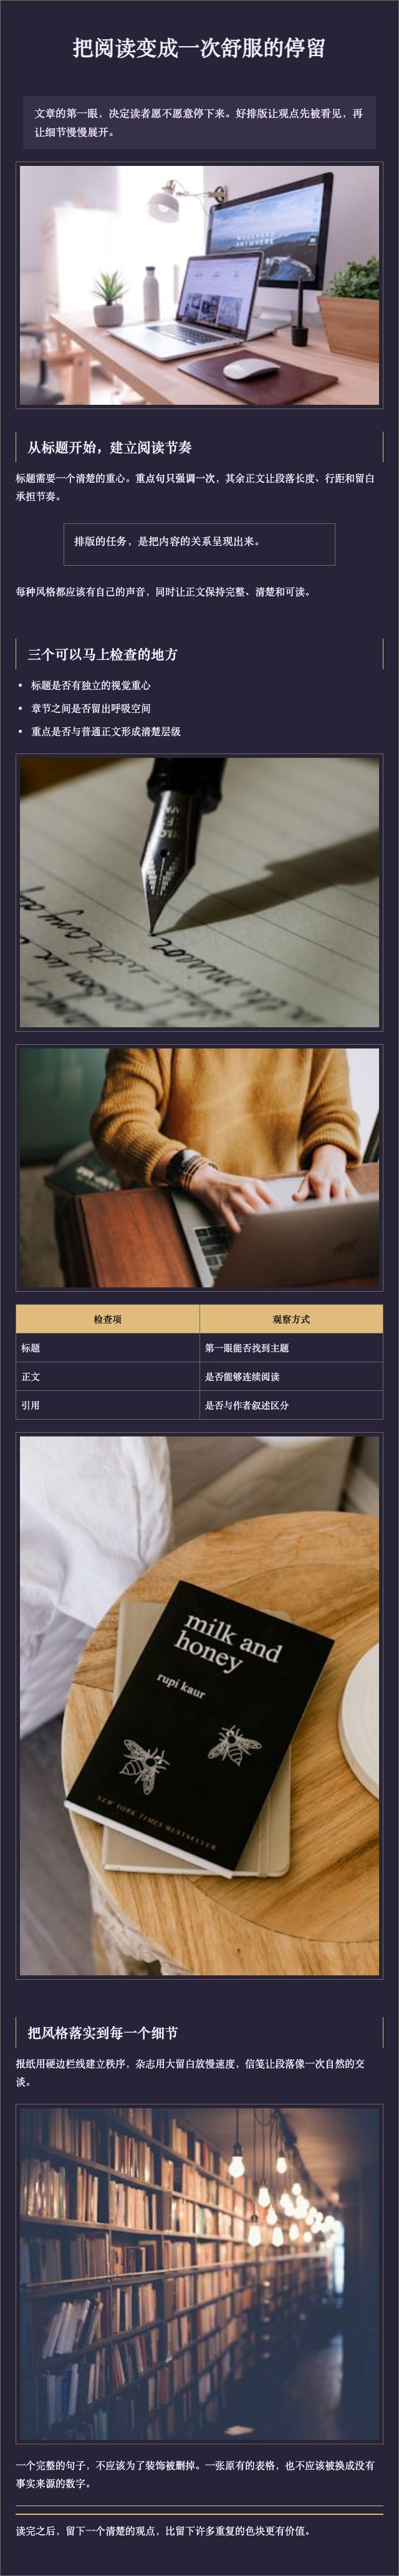 把阅读变成一次舒服的停留
文章的第一眼，决定读者愿不愿意停下来。好排版让观点先被看见，再
让细节慢慢展开。
WORK HARD
ANYWHERE
从标题开始，建立阅读节奏
标题需要一个清楚的重心。重点句只强调一次，其余正文让段落长度、行距和留白
承担节奏。
排版的任务，是把内容的关系呈现出来。
每种风格都应该有自己的声音，同时让正文保持完整、清楚和可读。
三个可以马上检查的地方
• 标题是否有独立的视觉重心
• 章节之间是否留出呼吸空间
• 重点是否与普通正文形成清楚层级
检查项 观察方式
标题 第一眼能否找到主题
正文 是否能够连续阅读
引用 是否与作者叙述区分
milk and
honey
rupi kaur
NEW YORK TIMES BESTSELLER
把风格落实到每一个细节
报纸用硬边栏线建立秩序，杂志用大留白放慢速度，信笺让段落像一次自然的交
谈。
一个完整的句子，不应该为了装饰被删掉。一张原有的表格，也不应该被换成没有
事实来源的数字。
读完之后，留下一个清楚的观点，比留下许多重复的色块更有价值。